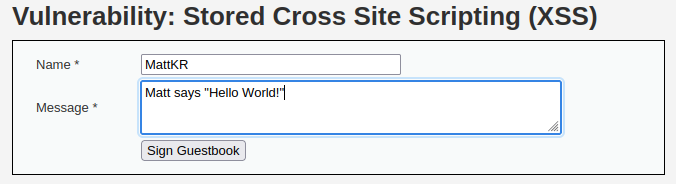 Vulnerability: Stored Cross Site Scripting (XSS)
Name * MattKR
Message * Matt says "Hello World!"
Sign Guestbook